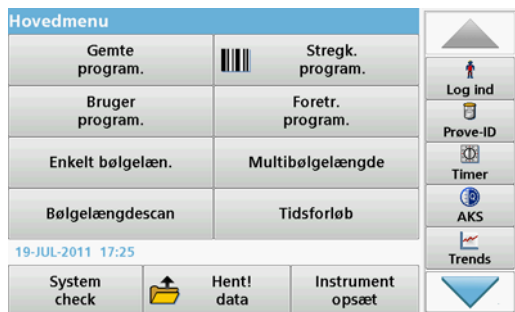 Hovedmenu
Gemte
program.
Stregk.
program.
Bruger
program.
Foretr.
program.
Enkelt bølgelæn.
Multibølgelængde
Bølgelængdescan
Tidsforløb
19-JUL-2011 17:25
System
check
Hent!
data
Instrument
opsæt
Log ind
Prøve-ID
Timer
AKS
Trends